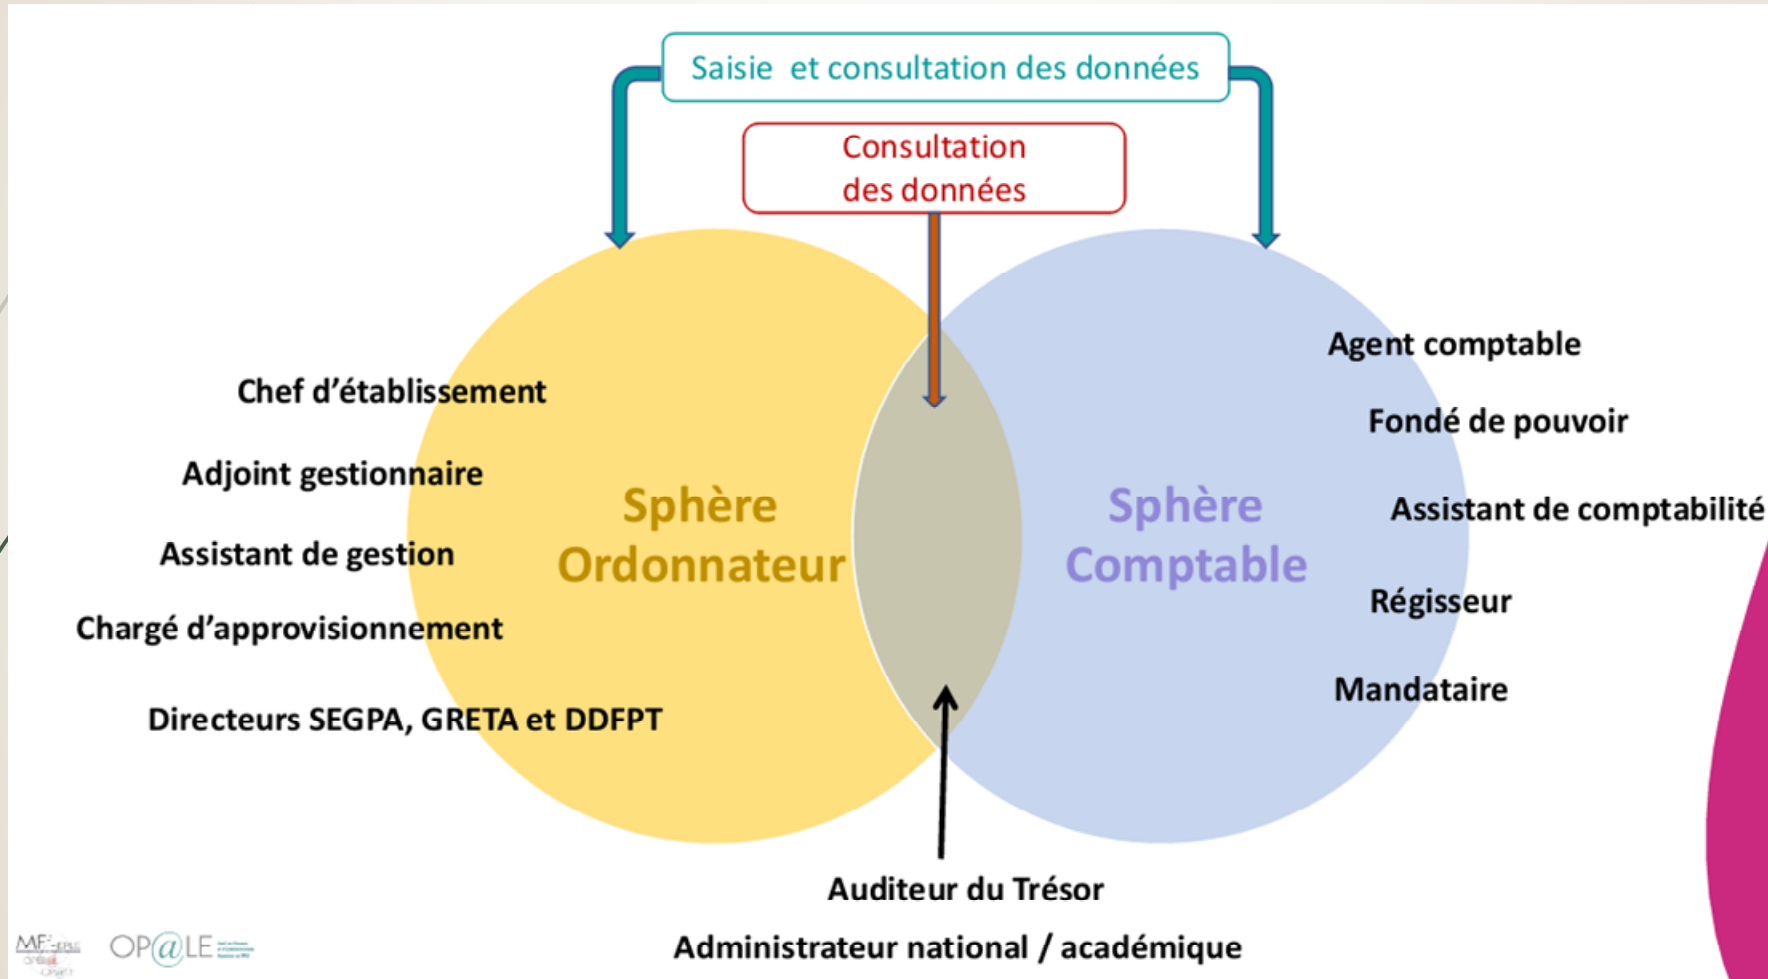 Saisie et consultation des données
Consultation
des données
Chef d’établissement
Adjoint gestionnaire
Assistant de gestion
Chargé d’approvisionnement
Directeurs SEGPA, GRETA et DDFPT
Sphère
Ordonnateur
Sphère
Comptable
Agent comptable
Fondé de pouvoir
Assistant de comptabilité
Régisseur
Mandataire
Auditeur du Trésor
Administrateur national / académique
OP@LE